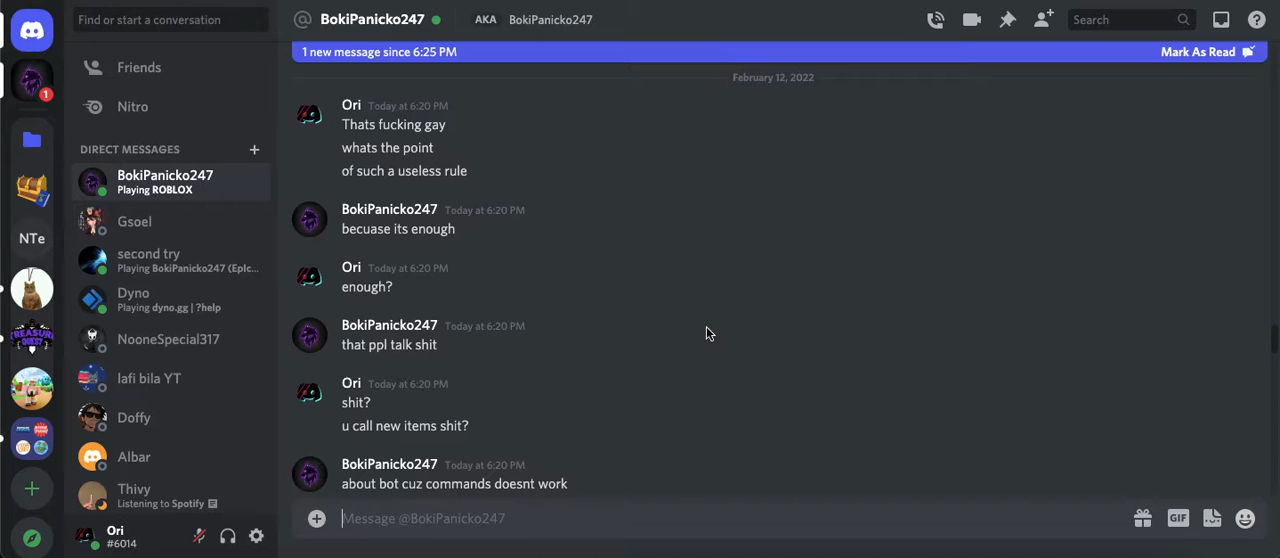 Find or start a conversation
@ BokiPanicko247 AKA BokiPanicko247
Search
1 new message since 6:25 PM Mark As Read
1
Friends
Nitro
DIRECT MESSAGES +
BokiPanicko247
Playing ROBLOX
Gsoel
second try
Playing BokiPanicko247 (EpIc...
Dyno
Playing dyno.gg | ?help
NooneSpecial317
lafi bila YT
Doffy
Albar
Thivy
Listening to Spotify
NTe
TREASURE
QUEST
Ori
#6014
February 12, 2022
Ori Today at 6:20 PM
Thats fucking gay
whats the point
of such a useless rule
BokiPanicko247 Today at 6:20 PM
becuase its enough
Ori Today at 6:20 PM
enough?
BokiPanicko247 Today at 6:20 PM
that ppl talk shit
Ori Today at 6:20 PM
shit?
u call new items shit?
BokiPanicko247 Today at 6:20 PM
about bot cuz commands doesnt work
Message @BokiPanicko247
GIF